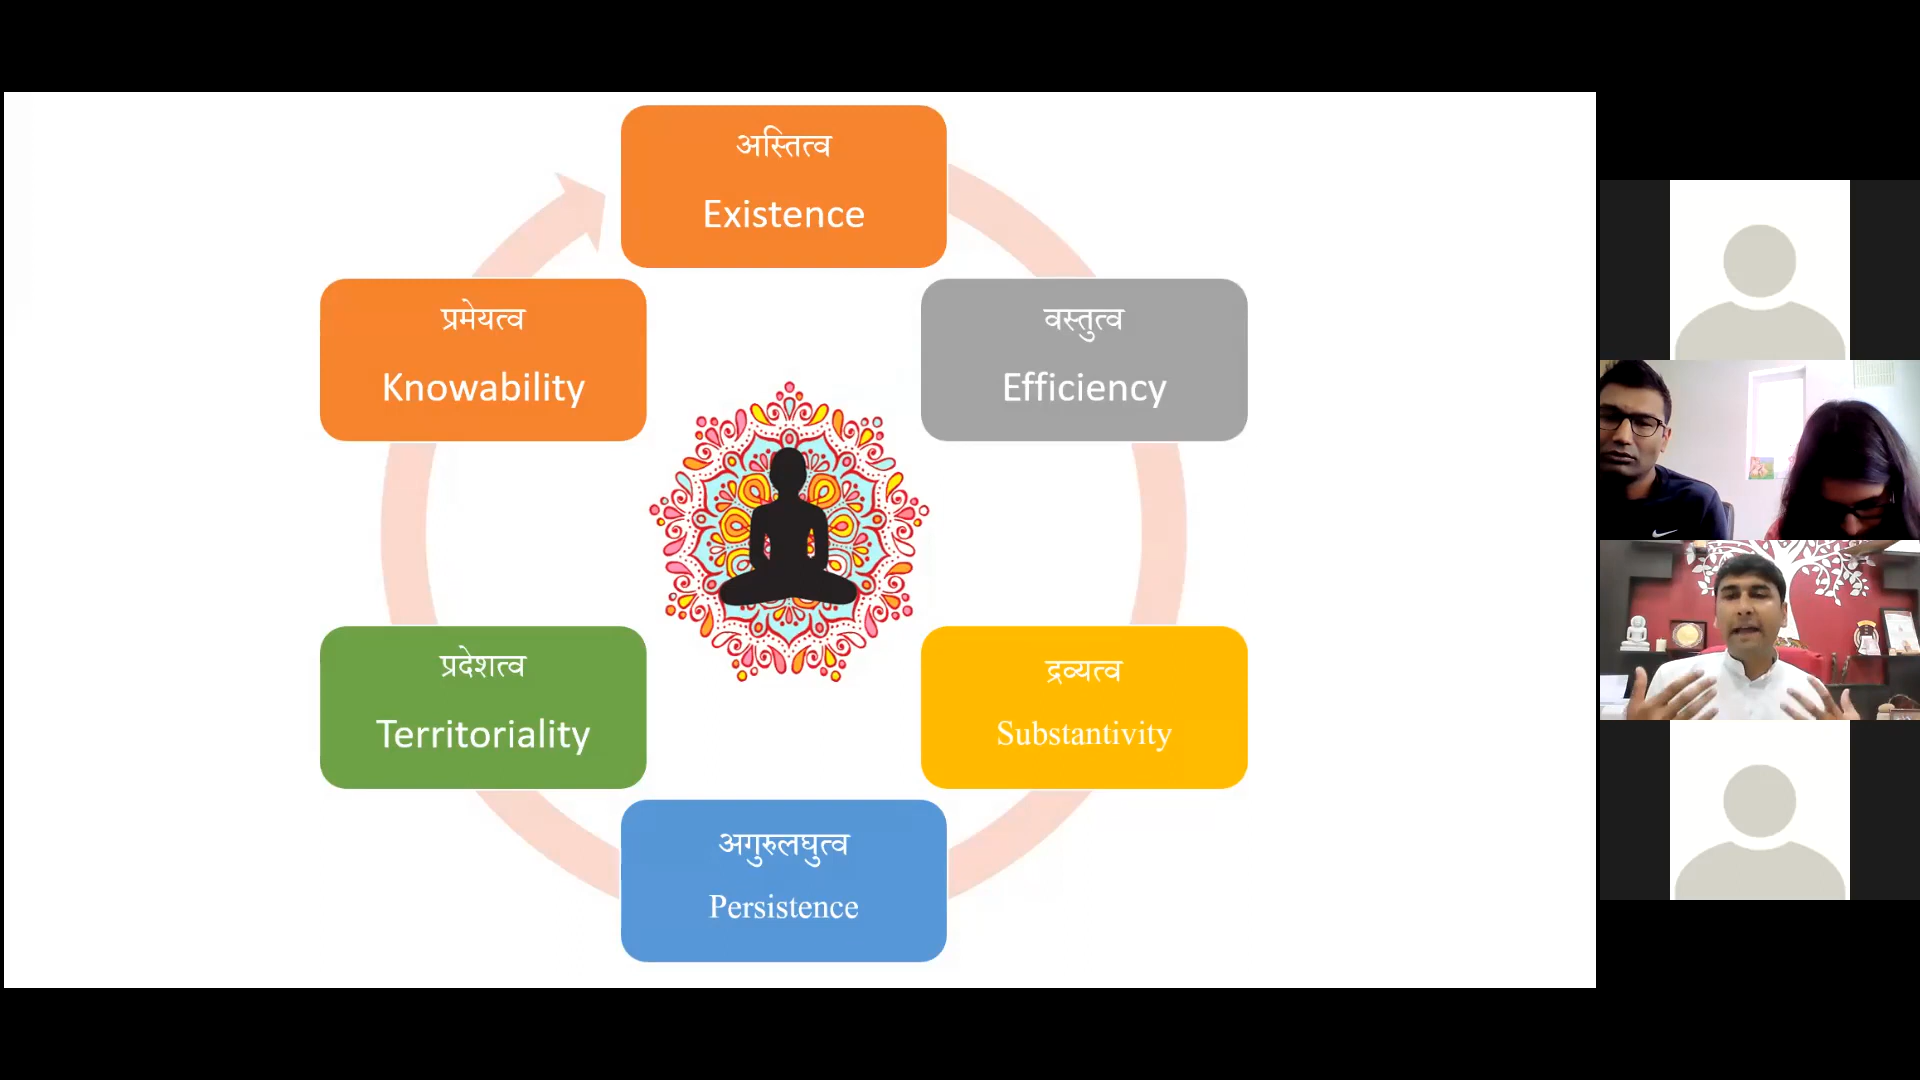 अस्तित्व
Existence
वस्तुत्व
Efficiency
द्रव्यत्व
Substantivity
अगुरुलघुत्व
Persistence
प्रदेशत्व
Territoriality
प्रमेयत्व
Knowability